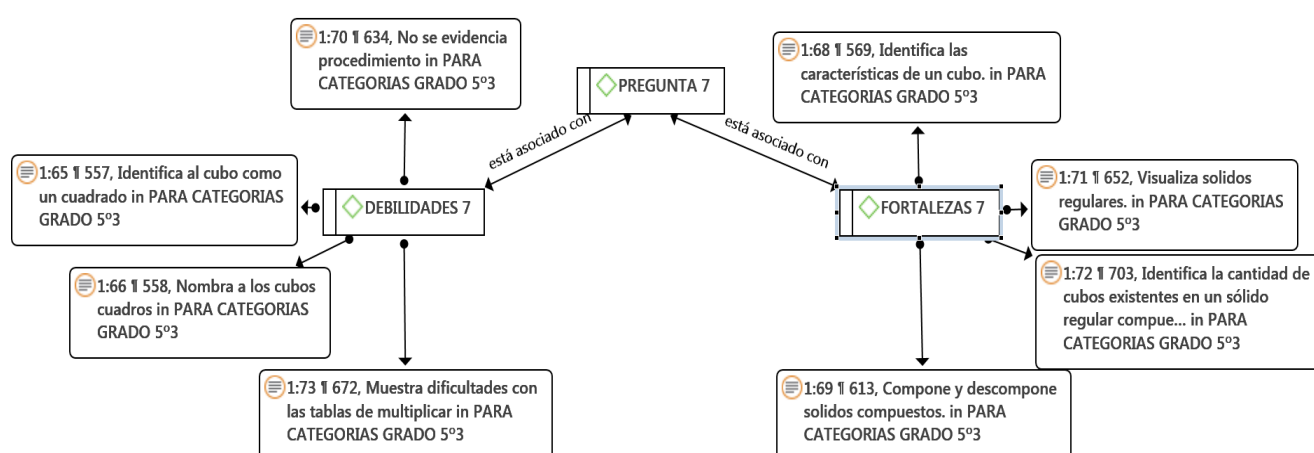 1:70 ¶ 634, No se evidencia
procedimiento in PARA
CATEGORIAS GRADO 5º3
PREGUNTA 7
1:68 ¶ 569, Identifica las
características de un cubo. in PARA
CATEGORIAS GRADO 5º3
está asociado con
está asociado con
1:65 ¶ 557, Identifica al cubo como
un cuadrado in PARA CATEGORIAS
GRADO 5º3
DEBILIDADES 7
FORTALEZAS 7
1:71 ¶ 652, Visualiza solidos
regulares. in PARA CATEGORIAS
GRADO 5º3
1:66 ¶ 558, Nombra a los cubos
cuadros in PARA CATEGORIAS
GRADO 5º3
1:72 ¶ 703, Identifica la cantidad de
cubos existentes en un sólido
regular compue... in PARA
CATEGORIAS GRADO 5º3
1:73 ¶ 672, Muestra dificultades con
las tablas de multiplicar in PARA
CATEGORIAS GRADO 5º3
1:69 ¶ 613, Compone y descompone
solidos compuestos. in PARA
CATEGORIAS GRADO 5º3